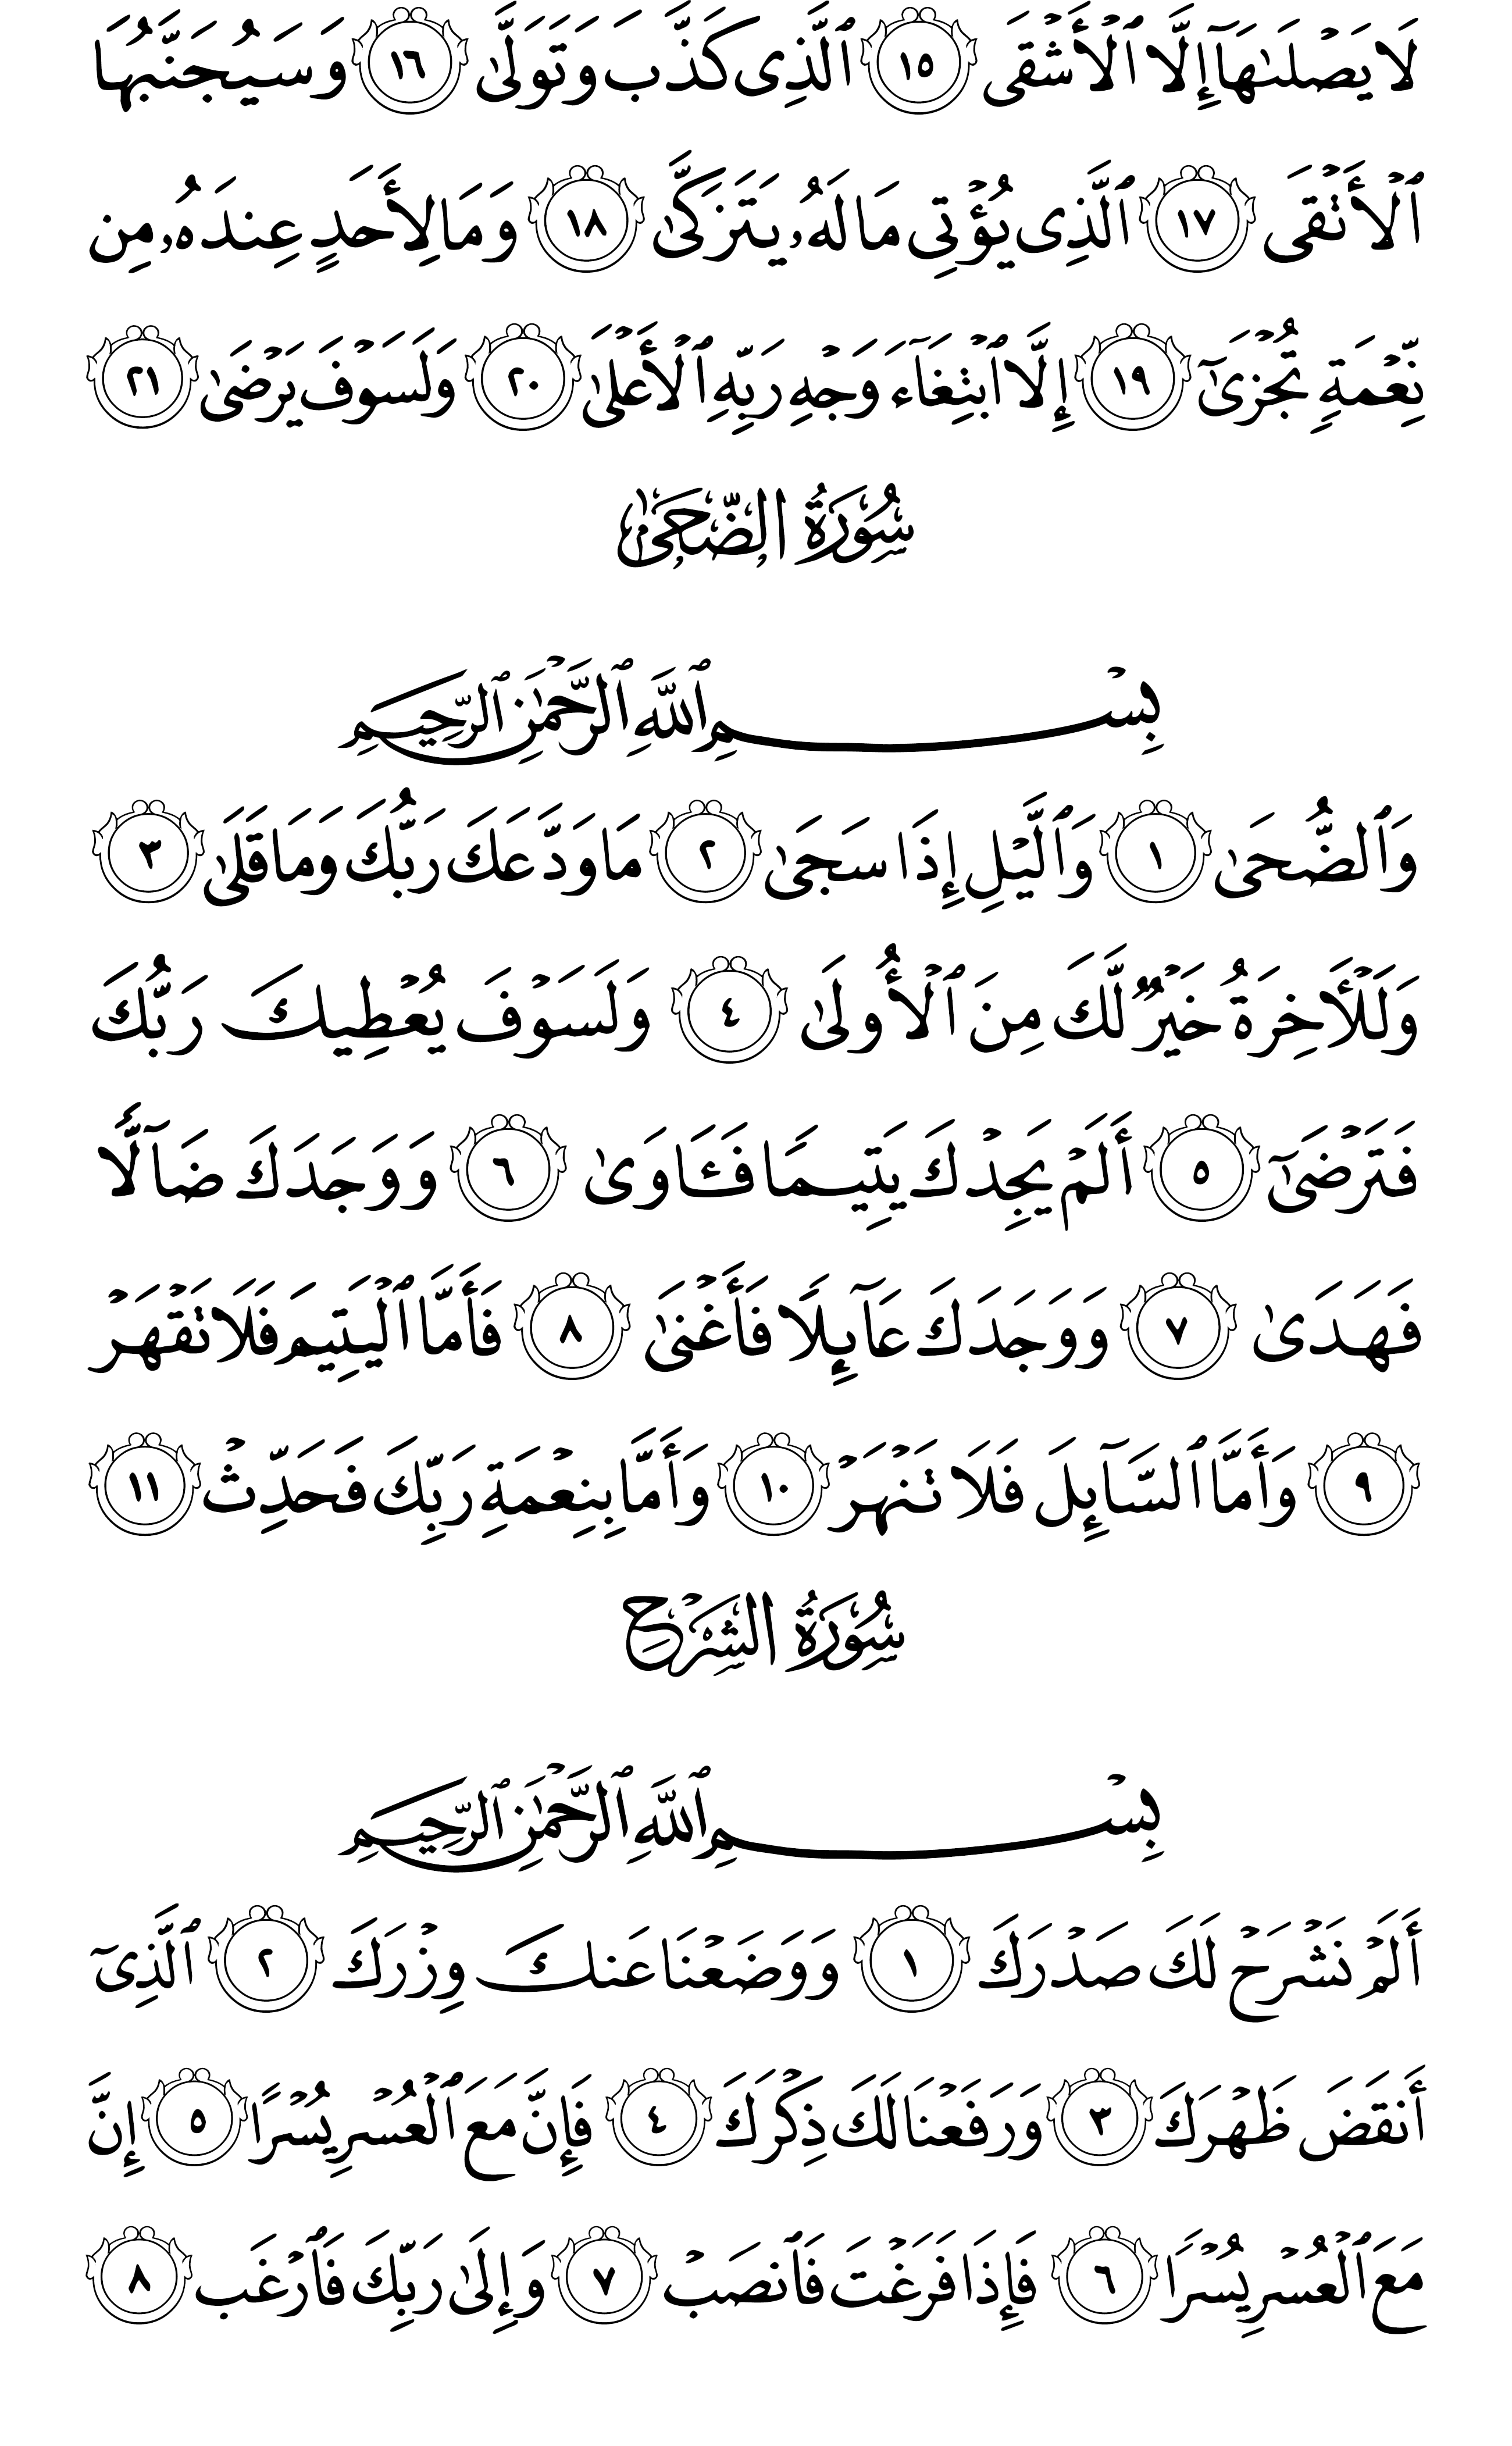 لَا يَصْلَىٰهَآ إِلَّا ٱلْأَشْقَى ١٥ ٱلَّذِى كَذَّبَ وَتَوَلَّىٰ ١٦ وَسَيُجَنَّبُهَا
ٱلْأَتْقَى ١٧ ٱلَّذِى يُؤْتِى مَالَهُۥ يَتَزَكَّىٰ ١٨ وَمَا لِأَحَدٍ عِندَهُۥ مِن
نِّعْمَةٍ تُجْزَىٰٓ ١٩ إِلَّا ٱبْتِغَآءَ وَجْهِ رَبِّهِ ٱلْأَعْلَىٰ ٢٠ وَلَسَوْفَ يَرْضَىٰ ٢١
سُورَةُ الضُّحَىٰ
بِسْمِ ٱللَّهِ ٱلرَّحْمَٰنِ ٱلرَّحِيمِ
وَٱلضُّحَىٰ ١ وَٱلَّيْلِ إِذَا سَجَىٰ ٢ مَا وَدَّعَكَ رَبُّكَ وَمَا قَلَىٰ ٣
وَلَلْأَخِرَةُ خَيْرٌ لَّكَ مِنَ ٱلْأُولَىٰ ٤ وَلَسَوْفَ يُعْطِيكَ رَبُّكَ
فَتَرْضَىٰٓ ٥ أَلَمْ يَجِدْكَ يَتِيمًا فَـَٔاوَىٰ ٦ وَوَجَدَكَ ضَآلًّا
فَهَدَىٰ ٧ وَوَجَدَكَ عَآئِلًا فَأَغْنَىٰ ٨ فَأَمَّا ٱلْيَتِيمَ فَلَا تَقْهَرْ
٩ وَأَمَّا ٱلسَّآئِلَ فَلَا تَنْهَرْ ١٠ وَأَمَّا بِنِعْمَةِ رَبِّكَ فَحَدِّثْ ١١
سُورَةُ الشَّرْحِ
بِسْمِ ٱللَّهِ ٱلرَّحْمَٰنِ ٱلرَّحِيمِ
أَلَمْ نَشْرَحْ لَكَ صَدْرَكَ ١ وَوَضَعْنَا عَنكَ وِزْرَكَ ٢ ٱلَّذِىٓ
أَنقَضَ ظَهْرَكَ ٣ وَرَفَعْنَا لَكَ ذِكْرَكَ ٤ فَإِنَّ مَعَ ٱلْعُسْرِ يُسْرًا ٥ إِنَّ
مَعَ ٱلْعُسْرِ يُسْرًا ٦ فَإِذَا فَرَغْتَ فَٱنصَبْ ٧ وَإِلَىٰ رَبِّكَ فَٱرْغَب ٨